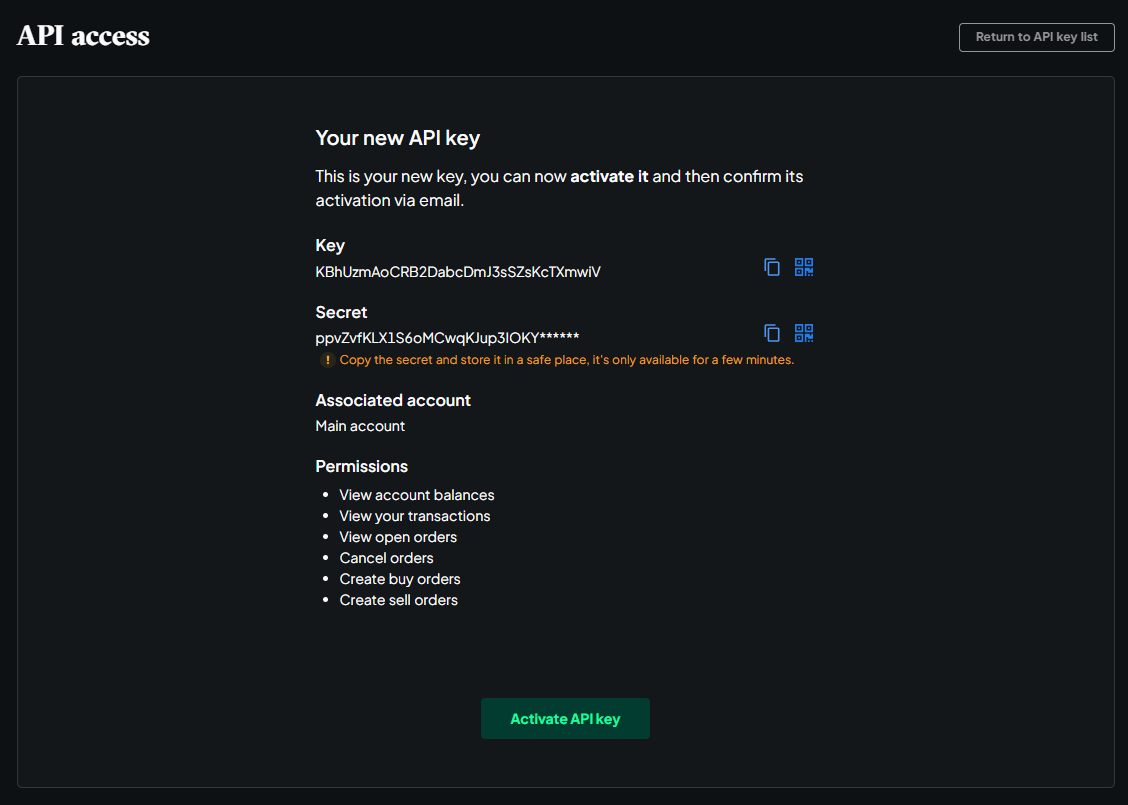 API access
Return to API key list
Your new API key
This is your new key, you can now activate it and then confirm its
activation via email.
Key
KBhUzmAoCRB2DabcDmJ3sSZsKcTXmwiV
Secret
ppvZvfKLX1S6oMCwqKJup3IOKY******
! Copy the secret and store it in a safe place, it's only available for a few minutes.
Associated account
Main account
Permissions
• View account balances
• View your transactions
• View open orders
• Cancel orders
• Create buy orders
• Create sell orders
Activate API key